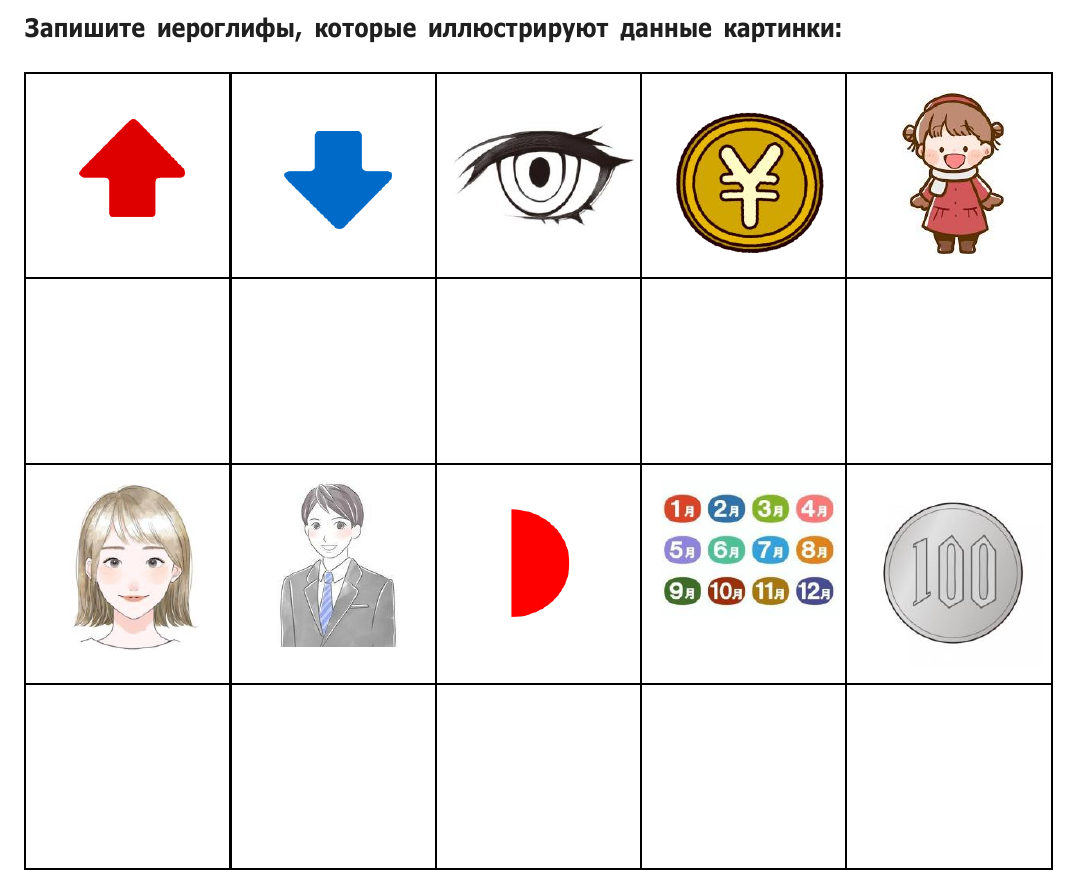 Запишите иероглифы, которые иллюстрируют данные картинки:
¥
1月 2月 3月 4月
5月 6月 7月 8月
9月 10月 11月 12月
100